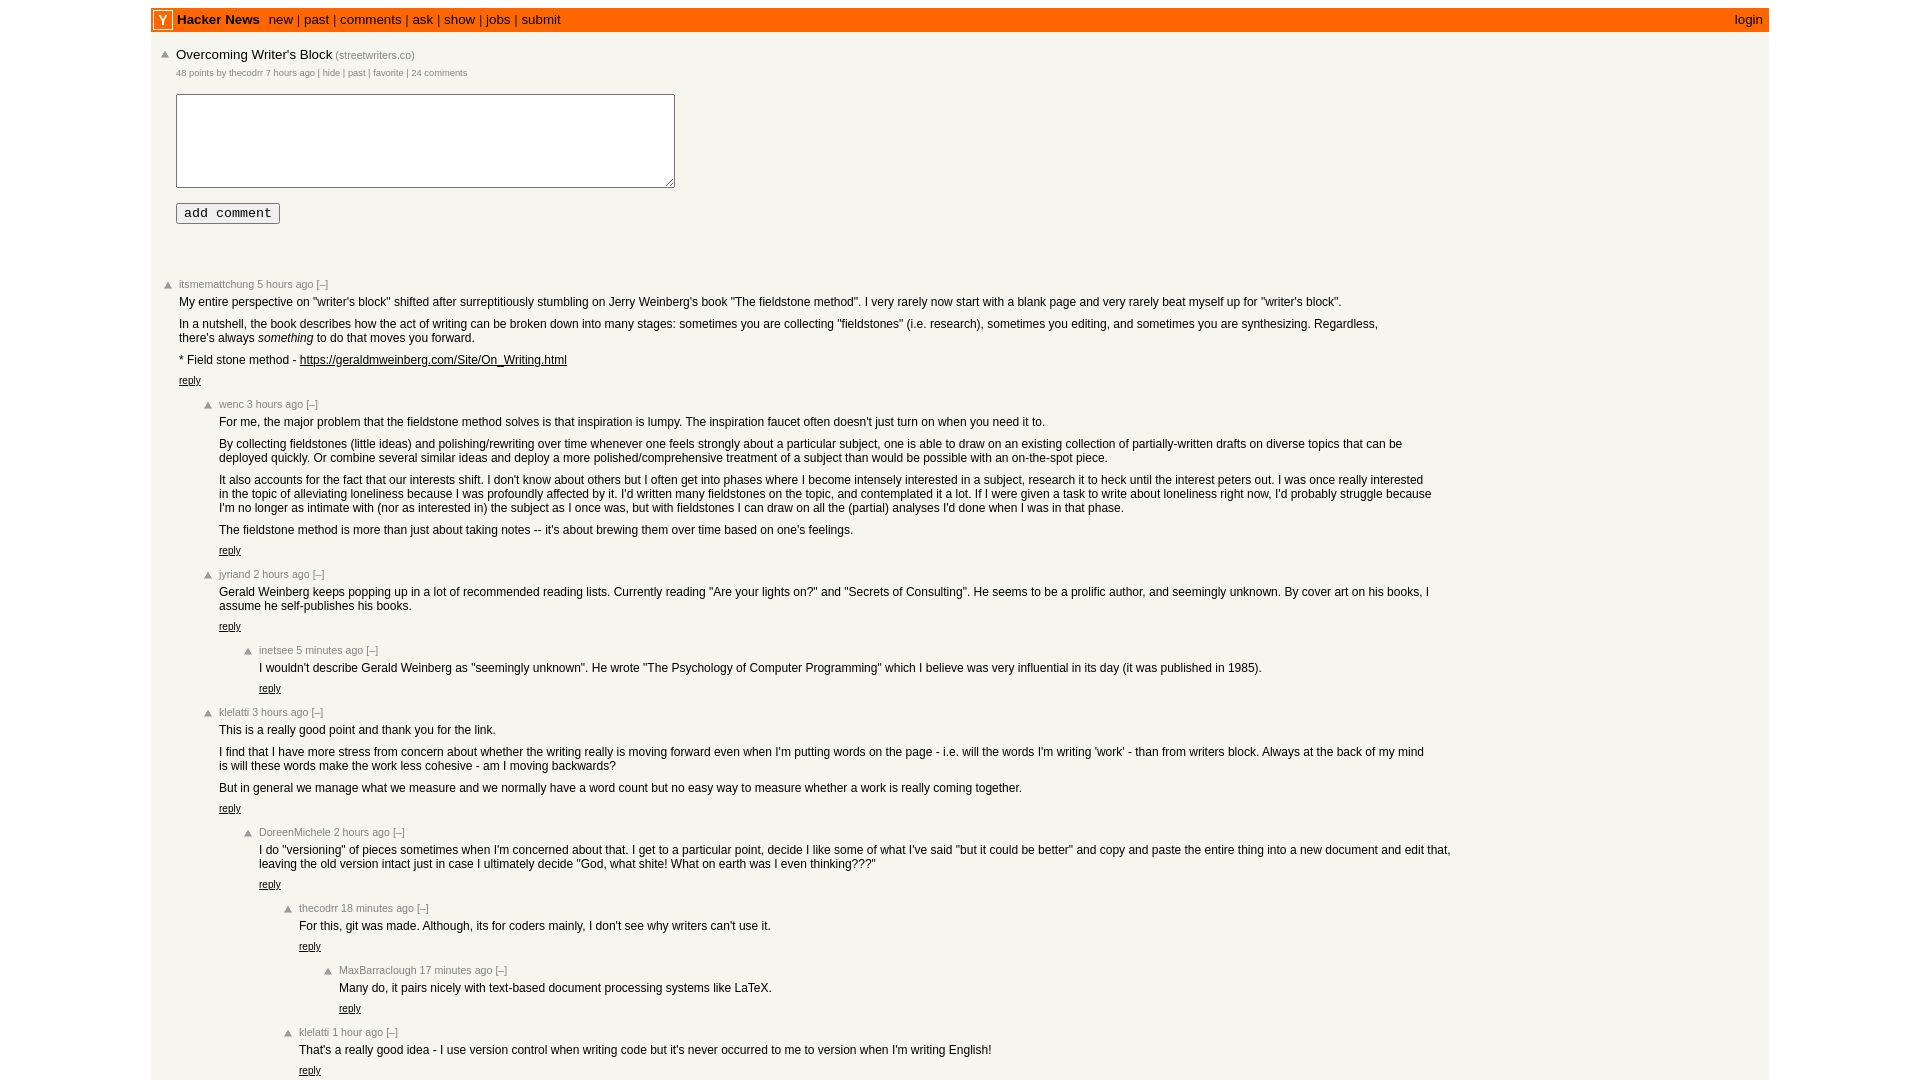 Y Hacker News new | past | comments | ask | show | jobs | submit login
Overcoming Writer's Block (streetwriters.co)
48 points by thecodrr 7 hours ago | hide | past | favorite | 24 comments
add comment
itsmemattchung 5 hours ago [–]
My entire perspective on "writer's block" shifted after surreptitiously stumbling on Jerry Weinberg's book "The fieldstone method". I very rarely now start with a blank page and very rarely beat myself up for "writer's block".
In a nutshell, the book describes how the act of writing can be broken down into many stages: sometimes you are collecting "fieldstones" (i.e. research), sometimes you editing, and sometimes you are synthesizing. Regardless,
there's always something to do that moves you forward.
* Field stone method - https://geraldmweinberg.com/Site/On_Writing.html
reply
wenc 3 hours ago [–]
For me, the major problem that the fieldstone method solves is that inspiration is lumpy. The inspiration faucet often doesn't just turn on when you need it to.
By collecting fieldstones (little ideas) and polishing/rewriting over time whenever one feels strongly about a particular subject, one is able to draw on an existing collection of partially-written drafts on diverse topics that can be
deployed quickly. Or combine several similar ideas and deploy a more polished/comprehensive treatment of a subject than would be possible with an on-the-spot piece.
It also accounts for the fact that our interests shift. I don't know about others but I often get into phases where I become intensely interested in a subject, research it to heck until the interest peters out. I was once really interested
in the topic of alleviating loneliness because I was profoundly affected by it. I'd written many fieldstones on the topic, and contemplated it a lot. If I were given a task to write about loneliness right now, I'd probably struggle because
I'm no longer as intimate with (nor as interested in) the subject as I once was, but with fieldstones I can draw on all the (partial) analyses I'd done when I was in that phase.
The fieldstone method is more than just about taking notes -- it's about brewing them over time based on one's feelings.
reply
jyriand 2 hours ago [–]
Gerald Weinberg keeps popping up in a lot of recommended reading lists. Currently reading "Are your lights on?" and "Secrets of Consulting". He seems to be a prolific author, and seemingly unknown. By cover art on his books, I
assume he self-publishes his books.
reply
inetsee 5 minutes ago [–]
I wouldn't describe Gerald Weinberg as "seemingly unknown". He wrote "The Psychology of Computer Programming" which I believe was very influential in its day (it was published in 1985).
reply
klelatti 3 hours ago [–]
This is a really good point and thank you for the link.
I find that I have more stress from concern about whether the writing really is moving forward even when I'm putting words on the page - i.e. will the words I'm writing 'work' - than from writers block. Always at the back of my mind
is will these words make the work less cohesive - am I moving backwards?
But in general we manage what we measure and we normally have a word count but no easy way to measure whether a work is really coming together.
reply
DoreenMichele 2 hours ago [–]
I do "versioning" of pieces sometimes when I'm concerned about that. I get to a particular point, decide I like some of what I've said "but it could be better" and copy and paste the entire thing into a new document and edit that,
leaving the old version intact just in case I ultimately decide "God, what shite! What on earth was I even thinking???"
reply
thecodrr 18 minutes ago [–]
For this, git was made. Although, its for coders mainly, I don't see why writers can't use it.
reply
MaxBarraclough 17 minutes ago [–]
Many do, it pairs nicely with text-based document processing systems like LaTeX.
reply
klelatti 1 hour ago [–]
That's a really good idea - I use version control when writing code but it's never occurred to me to version when I'm writing English!
reply